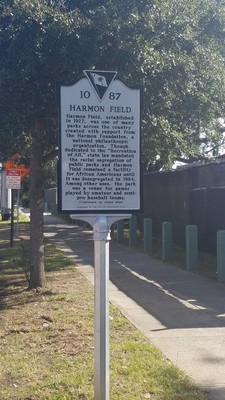 10 87
HARMON FIELD
Harmon Field, established
in 1927, was one of many
parks across the country
created with support from
the Harmon Foundation, a
national philanthropic
organization. Though
dedicated to the "Recreation
of All," state law mandated
the racial segregation of
public parks and Harmon
Field remained a facility
for African Americans until
it was desegregated in 1964.
Among other uses, the park
was a venue for games
played by amateur and semi-
pro baseball teams.